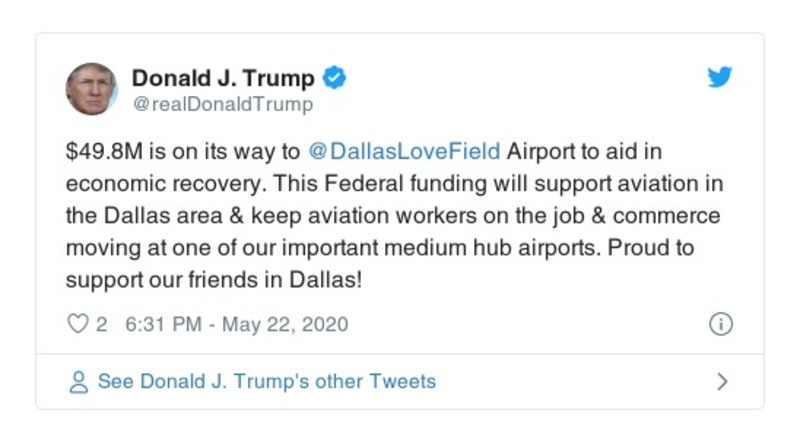 Donald J. Trump
@realDonaldTrump
$49.8M is on its way to @DallasLoveField Airport to aid in
economic recovery. This Federal funding will support aviation in
the Dallas area & keep aviation workers on the job & commerce
moving at one of our important medium hub airports. Proud to
support our friends in Dallas!
2 6:31 PM - May 22, 2020
See Donald J. Trump's other Tweets